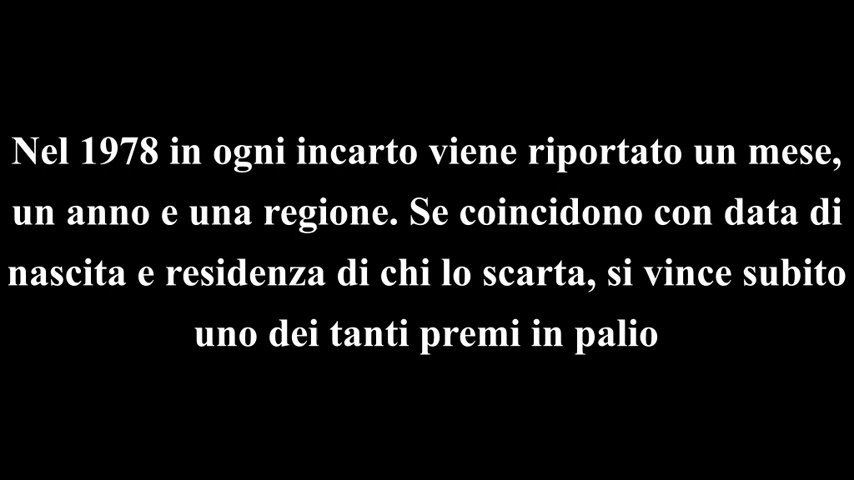 Nel 1978 in ogni incarto viene riportato un mese,
un anno e una regione. Se coincidono con data di
nascita e residenza di chi lo scarta, si vince subito
uno dei tanti premi in palio